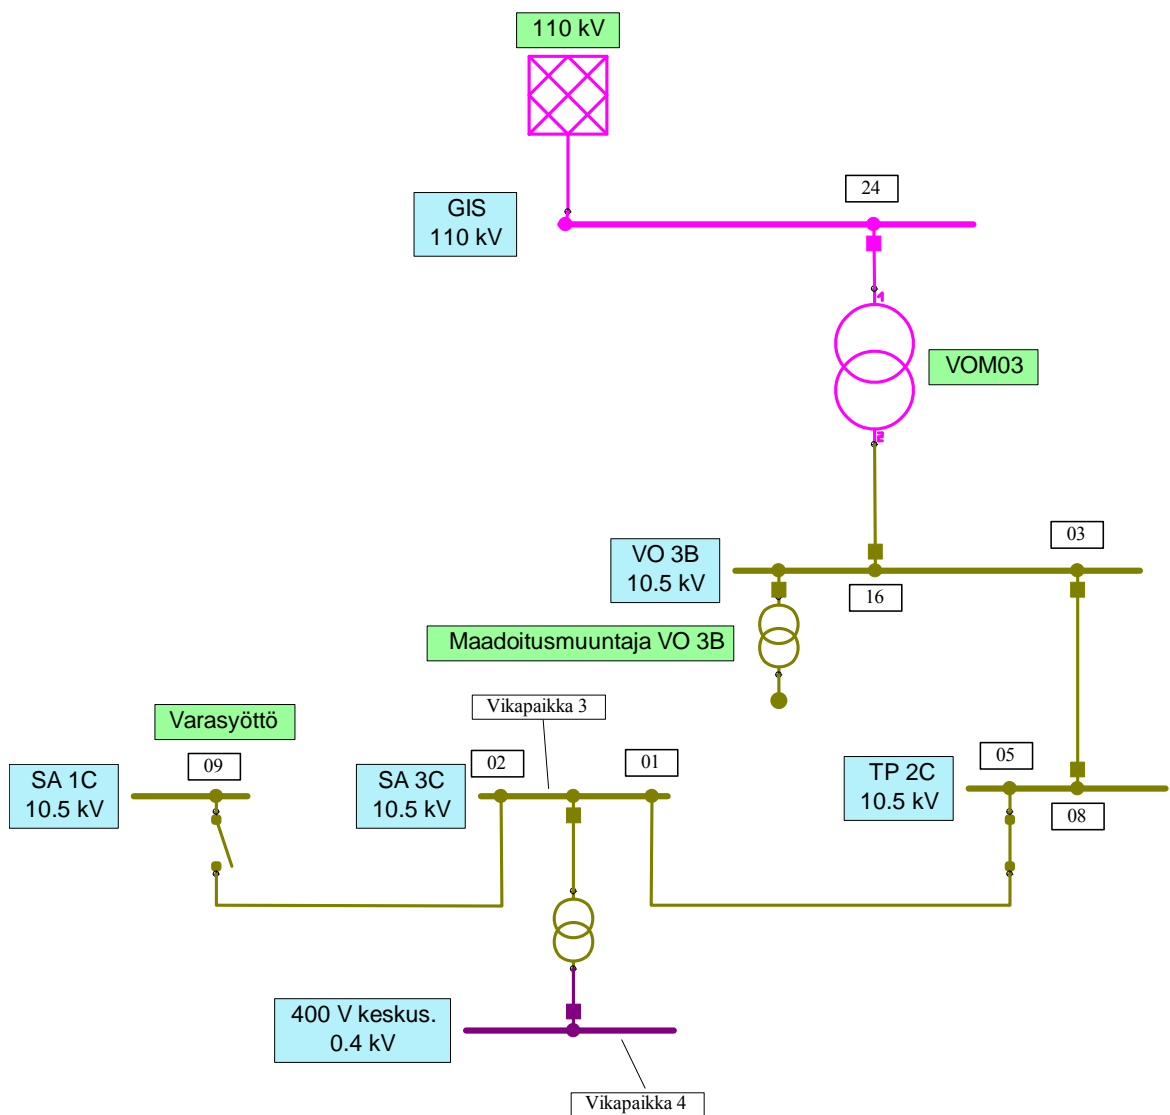 110 kV
24
GIS
110 kV
1
VOM03
2
03
VO 3B
10.5 kV
16
Maadoitusmuuntaja VO 3B
Vikapaikka 3
Varasyöttö
09
02
01
05
SA 1C
10.5 kV
SA 3C
10.5 kV
TP 2C
10.5 kV
08
400 V keskus.
0.4 kV
Vikapaikka 4